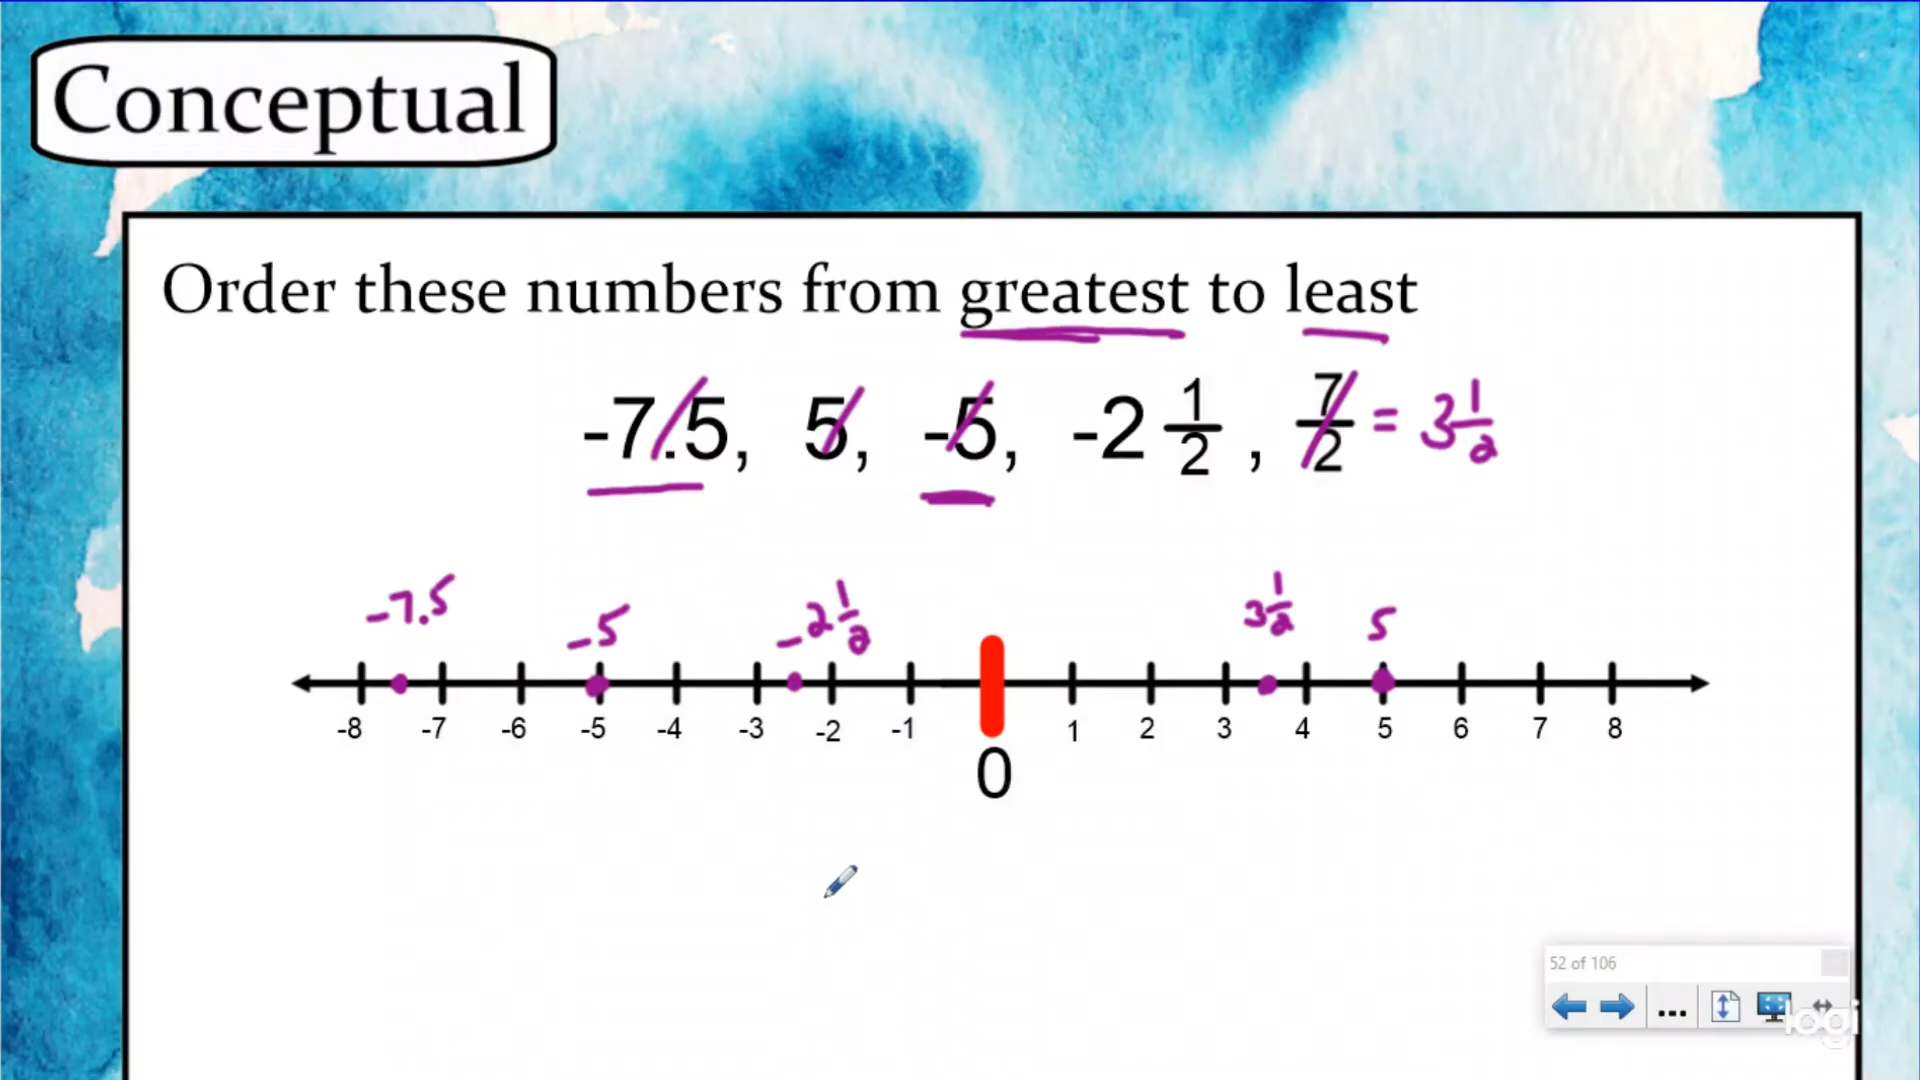 Conceptual
Order these numbers from greatest to least
-7.5, 5, -5, -2 1/2, 7/2 = 3 1/2
-7.5 -5 -2 1/2 3 1/2 5
-8 -7 -6 -5 -4 -3 -2 -1 1 2 3 4 5 6 7 8
0
52 of 106
...
logi